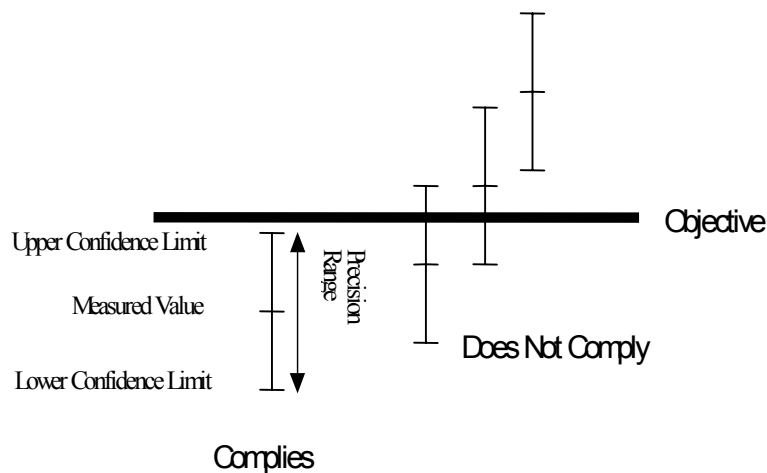 Objective
Upper Confidence Limit
Precision
Range
Measured Value
Does Not Comply
Lower Confidence Limit
Complies